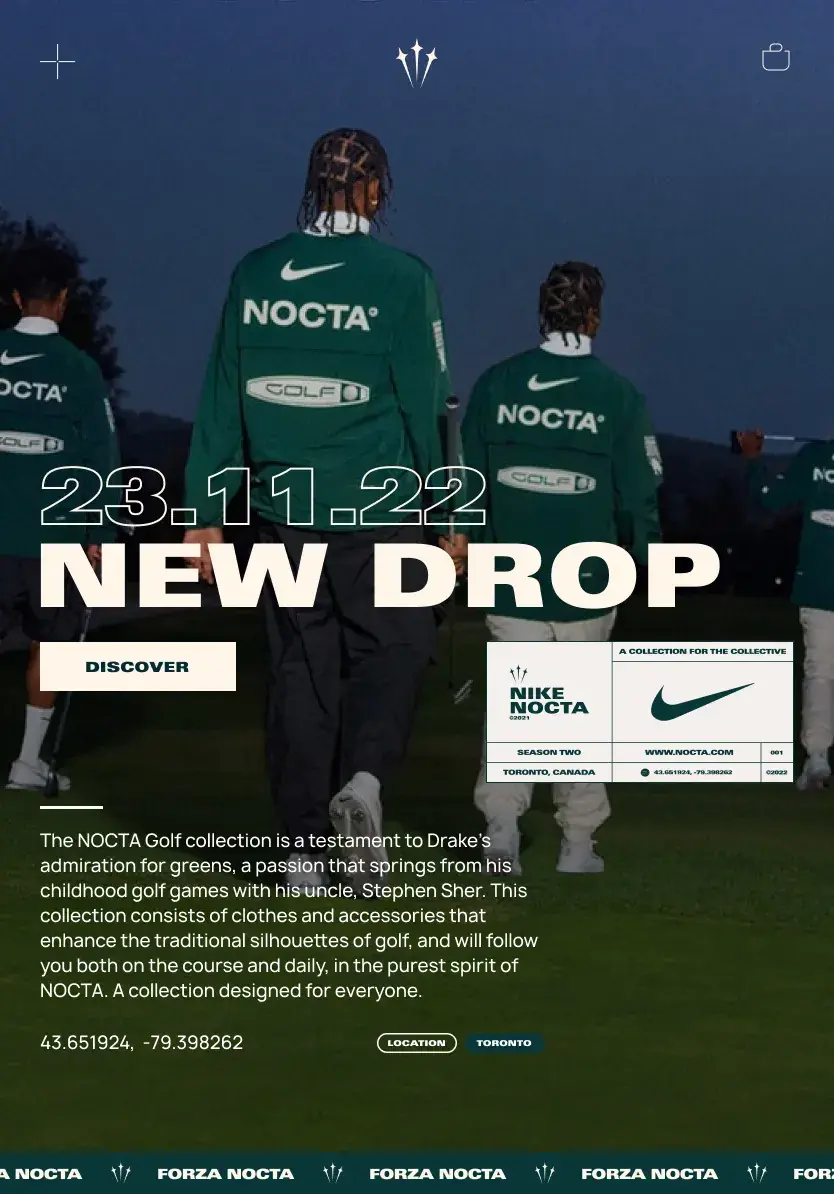 NOCTA°
GOLF
NOCTA°
GOLF
OCTA°
GOLF
NO
23.11.22
NEW DROP
DISCOVER
A COLLECTION FOR THE COLLECTIVE
NIKE
NOCTA
©2021
SEASON TWO
WWW.NOCTA.COM
001
TORONTO, CANADA
43.651924, -79.398262
©2022
The NOCTA Golf collection is a testament to Drake's
admiration for greens, a passion that springs from his
childhood golf games with his uncle, Stephen Sher. This
collection consists of clothes and accessories that
enhance the traditional silhouettes of golf, and will follow
you both on the course and daily, in the purest spirit of
NOCTA. A collection designed for everyone.
43.651924, -79.398262
LOCATION
TORONTO
A NOCTA FORZA NOCTA FORZA NOCTA FORZA NOCTA FOR